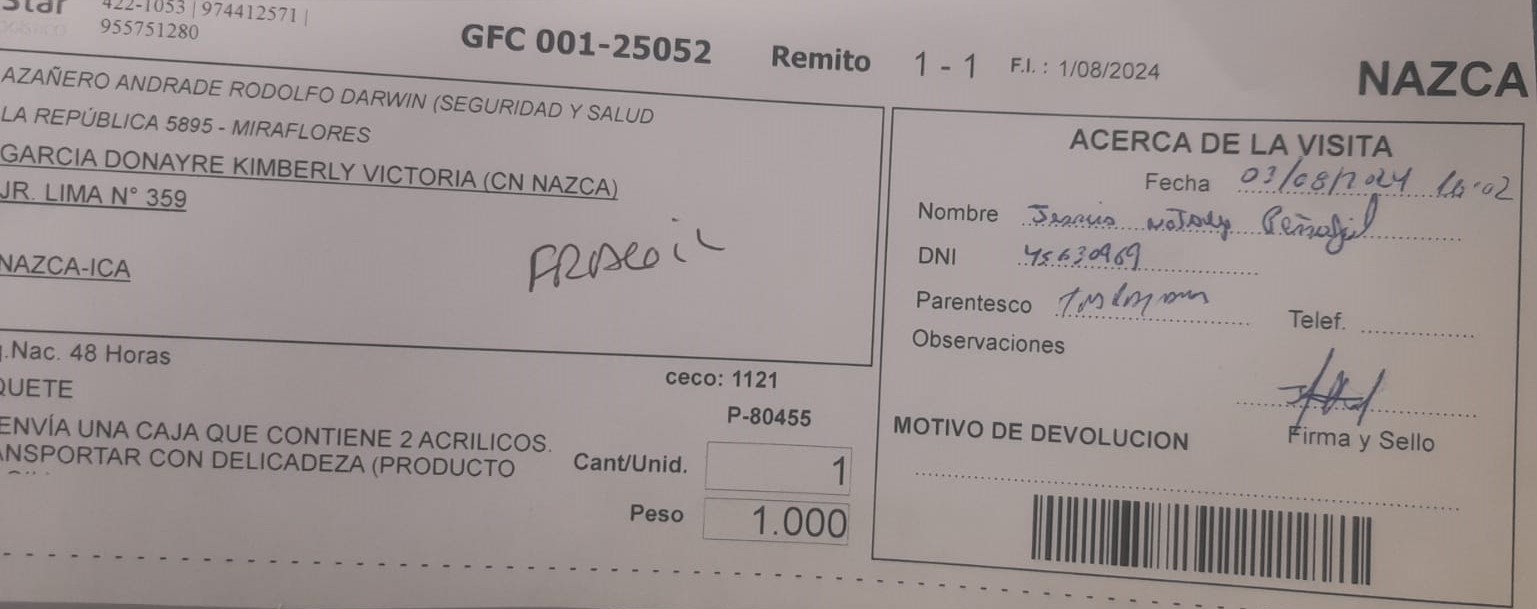 422-1053 | 974412571 |
955751280
GFC 001-25052 Remito 1 - 1 F.I. : 1/08/2024 NAZCA
AZAÑERO ANDRADE RODOLFO DARWIN (SEGURIDAD Y SALUD
LA REPÚBLICA 5895 - MIRAFLORES
GARCIA DONAYRE KIMBERLY VICTORIA (CN NAZCA)
JR. LIMA N° 359
NAZCA-ICA
.Nac. 48 Horas
QUETE
ceco: 1121
P-80455
ENVÍA UNA CAJA QUE CONTIENE 2 ACRILICOS.
ANSPORTAR CON DELICADEZA (PRODUCTO
Cant/Unid. 1
Peso 1.000
ACERCA DE LA VISITA
Fecha 03/08/2024 16:02
Nombre Peñafiel
DNI 45630969
Parentesco
Telef.
Observaciones
Firma y Sello
MOTIVO DE DEVOLUCION